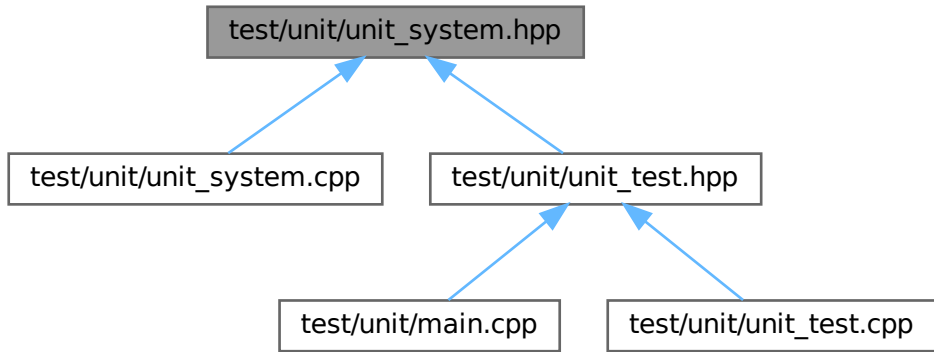 test/unit/unit_system.hpp
test/unit/unit_system.cpp
test/unit/unit_test.hpp
test/unit/main.cpp
test/unit/unit_test.cpp